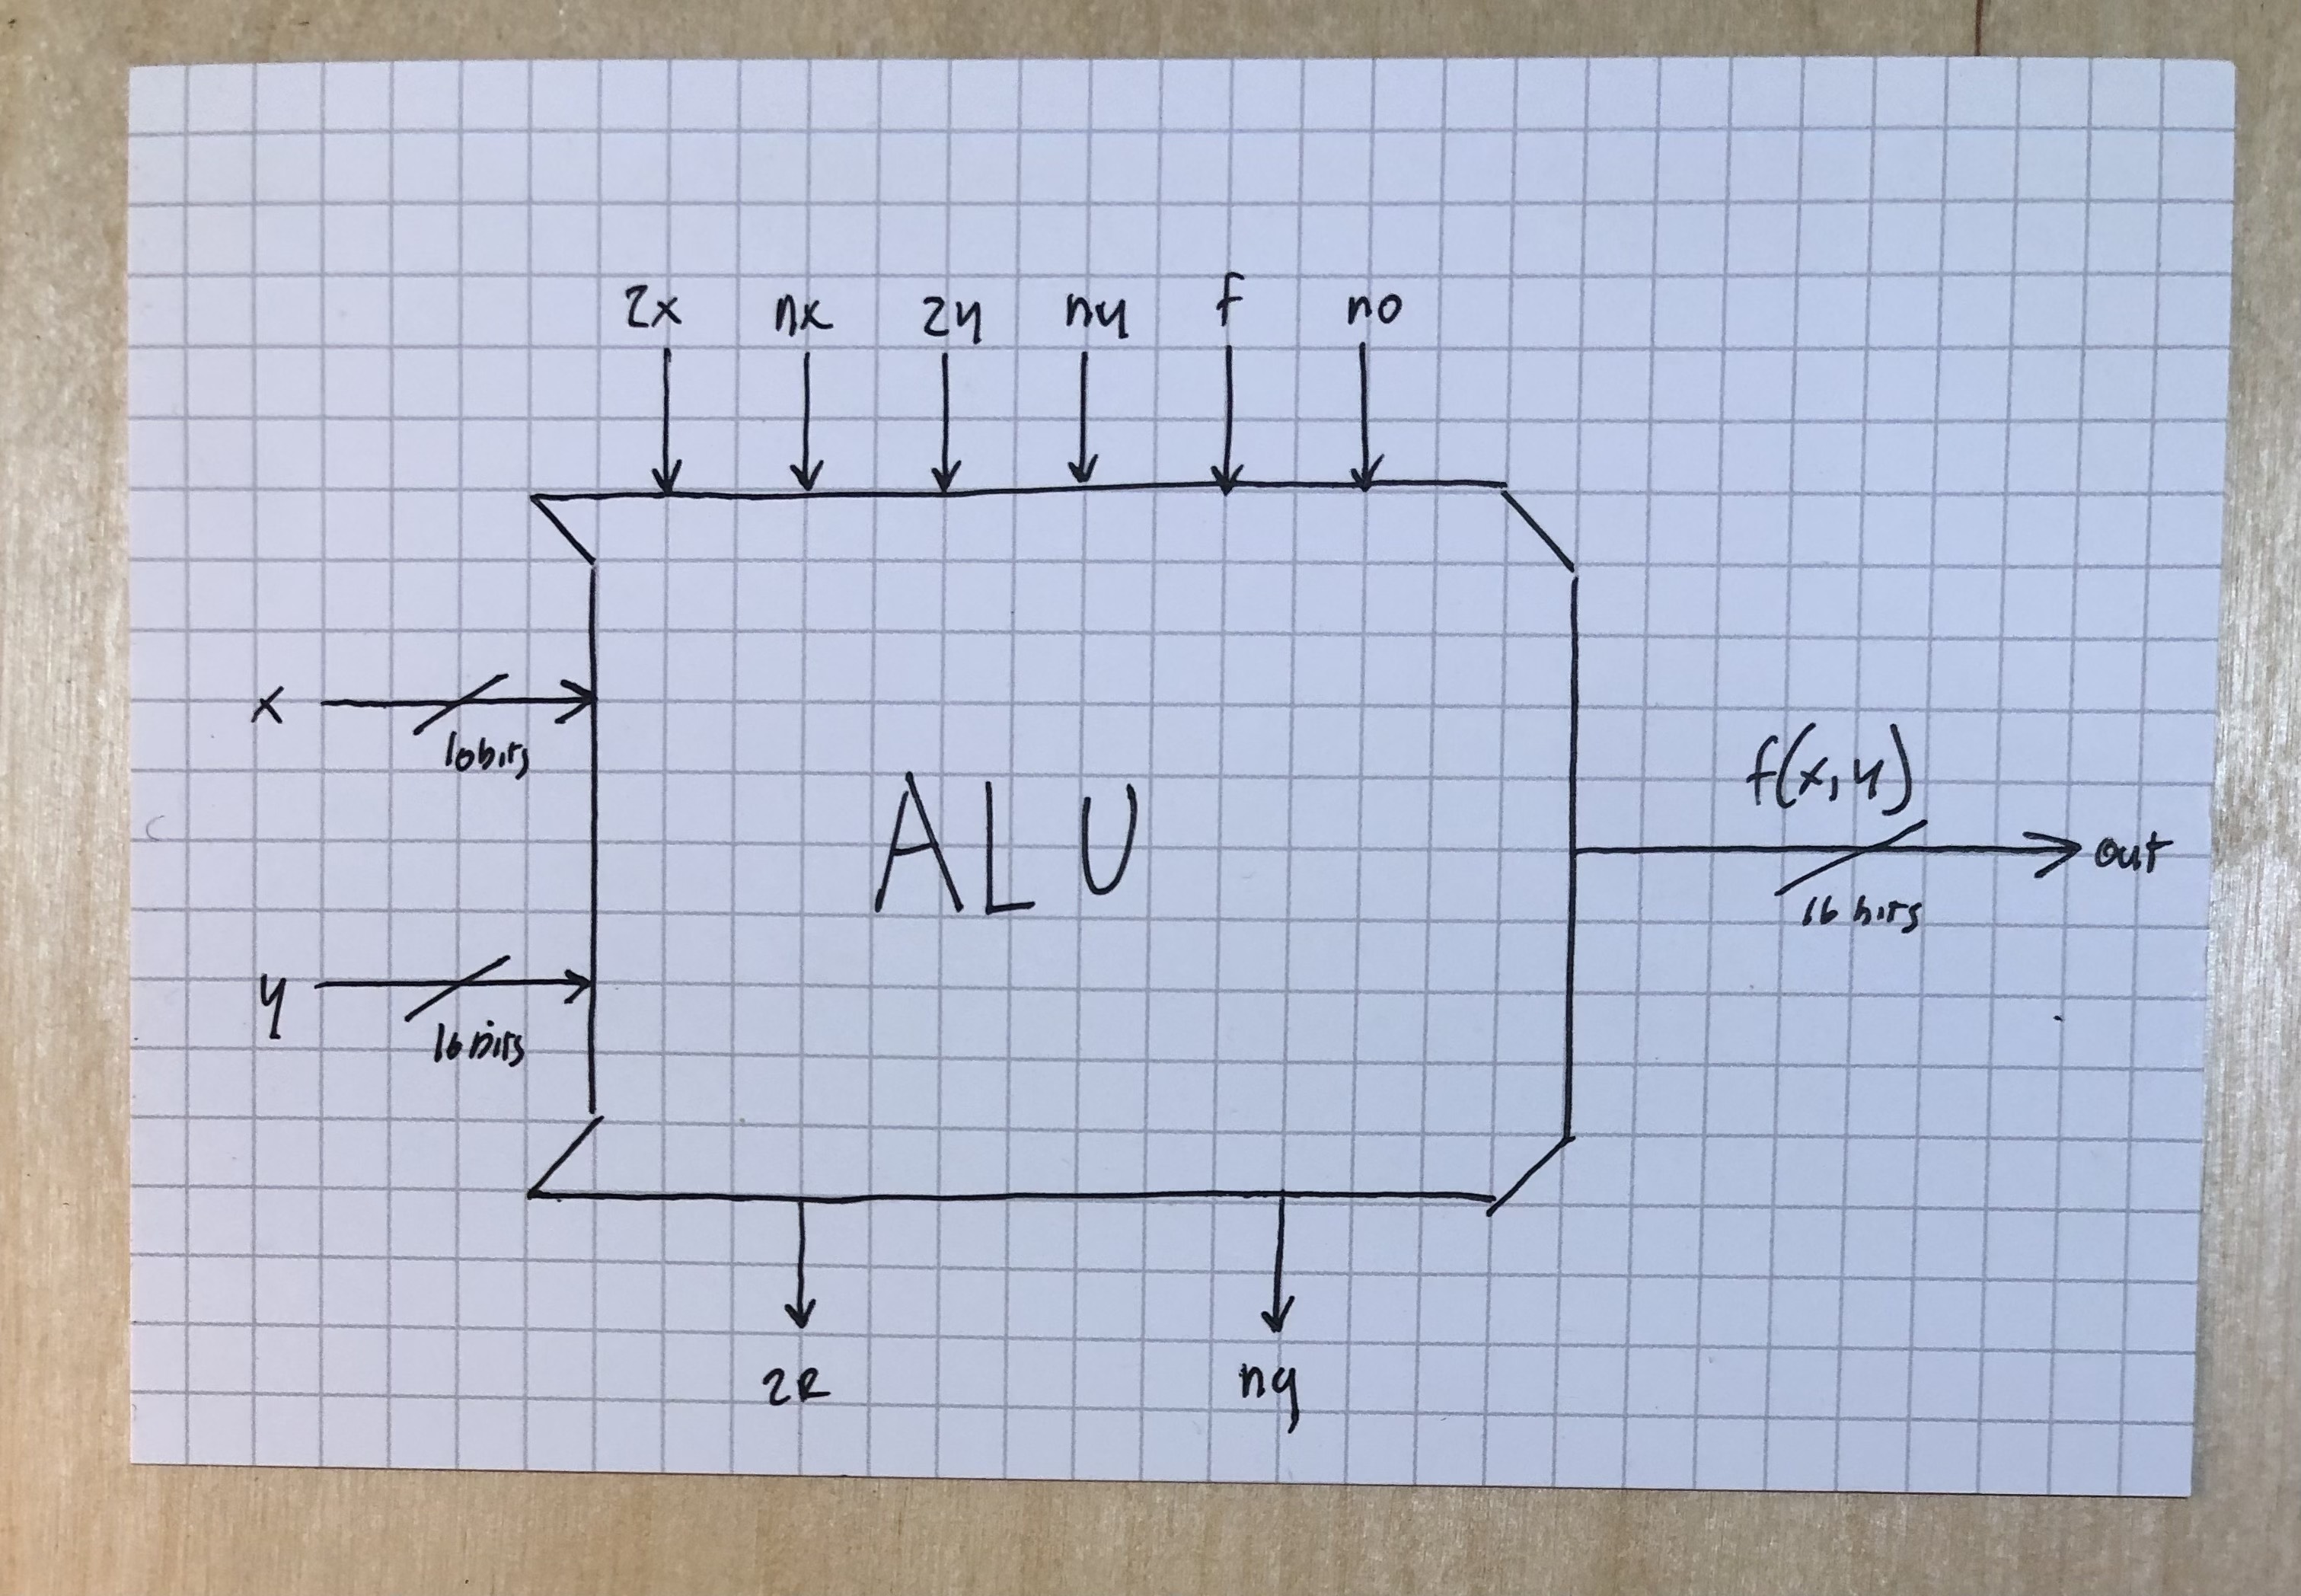 zx nx zy ny f no
x
16 bits
ALU
f(x,y)
out
16 bits
y
16 bits
zR
ng